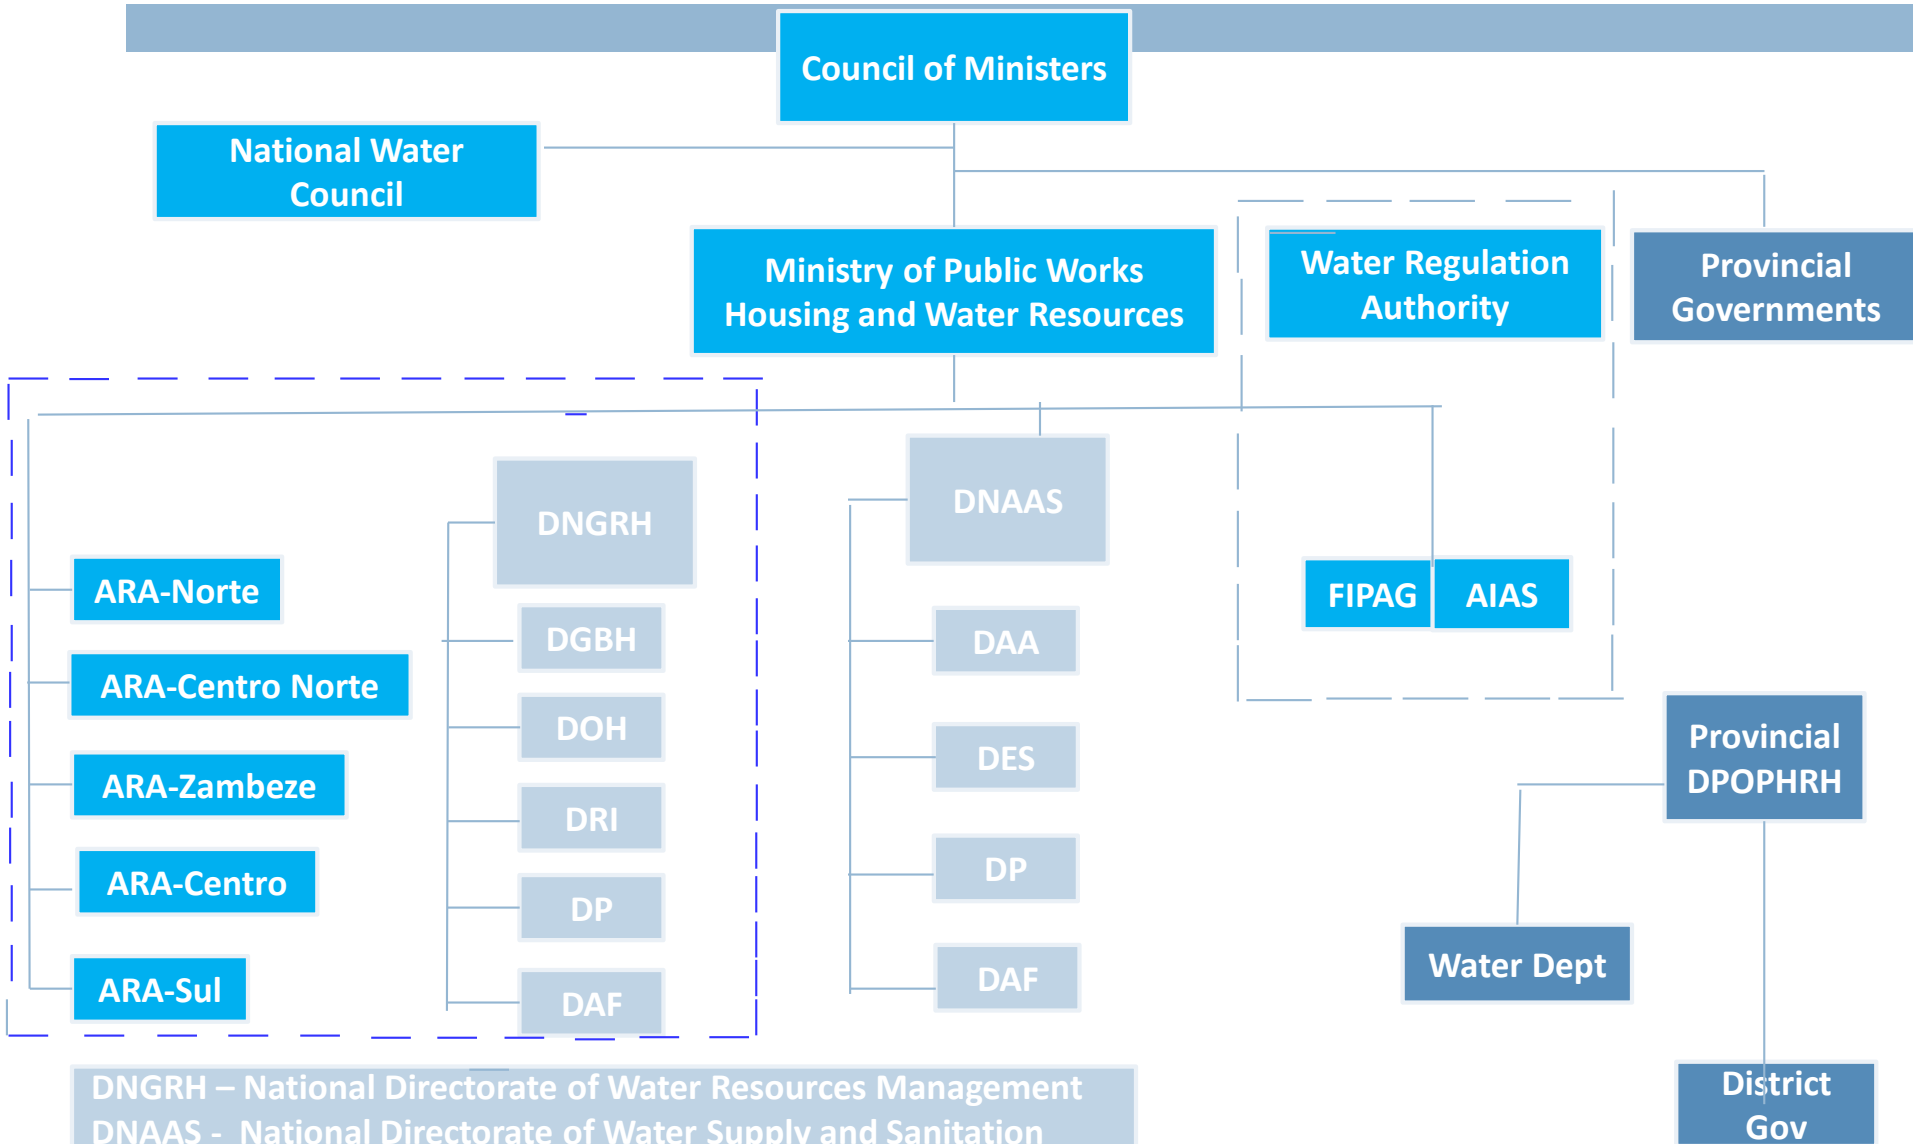 Council of Ministers
National Water
Council
Ministry of Public Works
Housing and Water Resources
Water Regulation
Authority
Provincial
Governments
ARA-Norte
ARA-Centro Norte
ARA-Zambeze
ARA-Centro
ARA-Sul
DNGRH
DGBH
DOH
DRI
DP
DAF
DNAAS
DAA
DES
DP
DAF
FIPAG
AIAS
Provincial
DPOPHRH
Water Dept
District
Gov
DNGRH – National Directorate of Water Resources Management
DNAAS - National Directorate of Water Supply and Sanitation